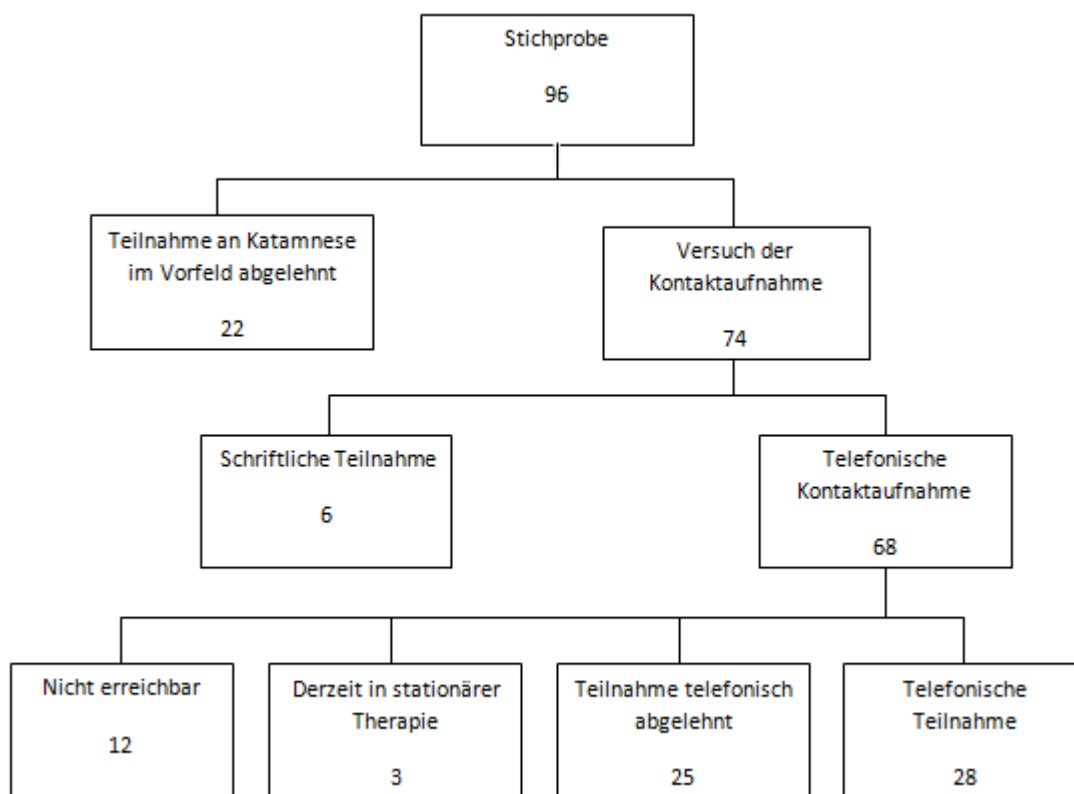 Stichprobe
96
Teilnahme an Katamnese
im Vorfeld abgelehnt
22
Versuch der
Kontaktaufnahme
74
Schriftliche Teilnahme
6
Telefonische
Kontaktaufnahme
68
Nicht erreichbar
12
Derzeit in stationärer
Therapie
3
Teilnahme telefonisch
abgelehnt
25
Telefonische
Teilnahme
28